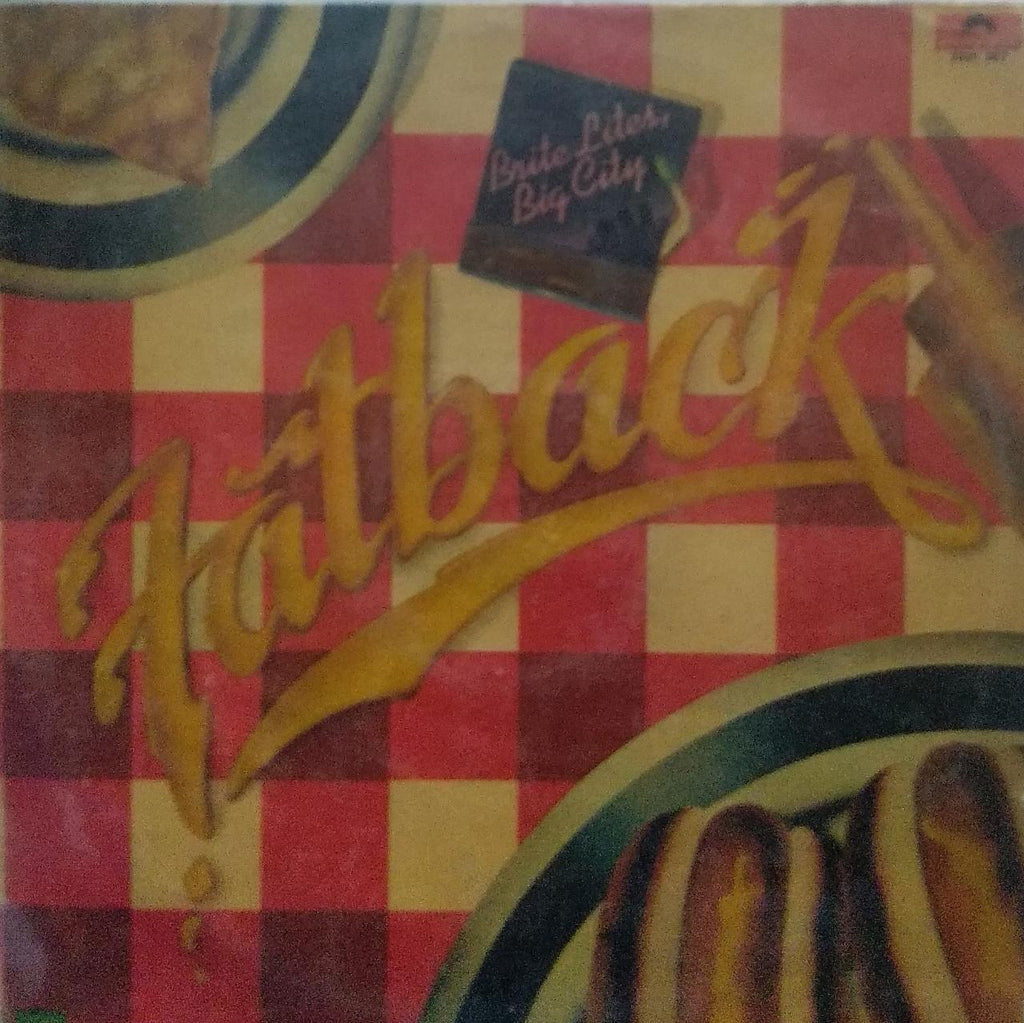 Brite Lites,
Big City
Fatback